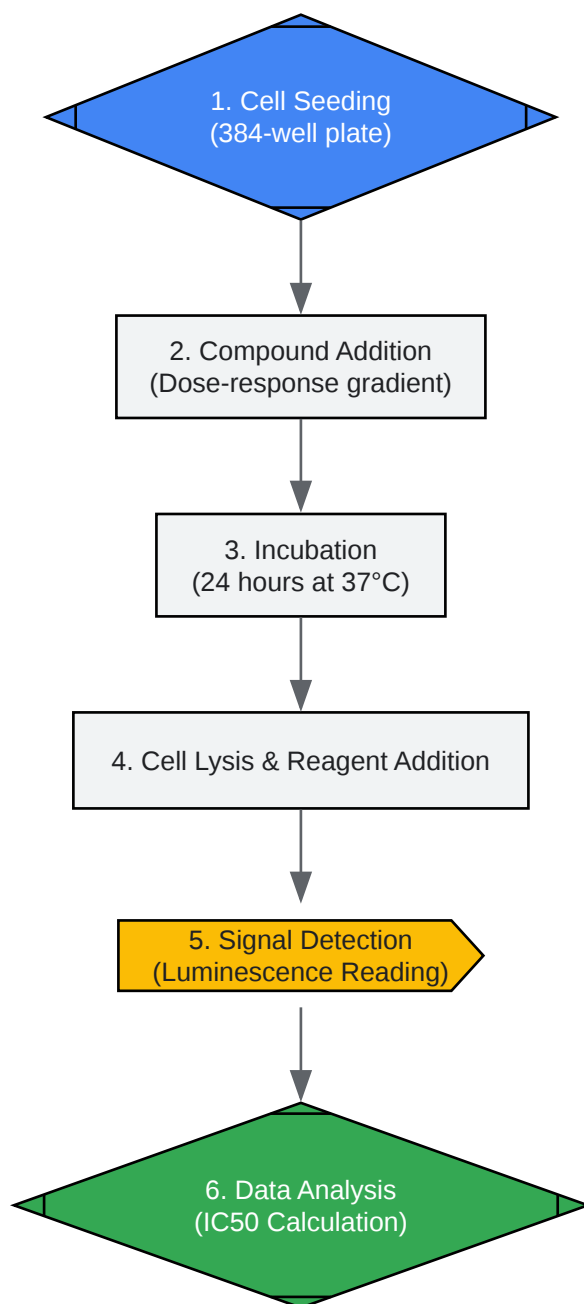 1. Cell Seeding
(384-well plate)
2. Compound Addition
(Dose-response gradient)
3. Incubation
(24 hours at 37°C)
4. Cell Lysis & Reagent Addition
5. Signal Detection
(Luminescence Reading)
6. Data Analysis
(IC50 Calculation)